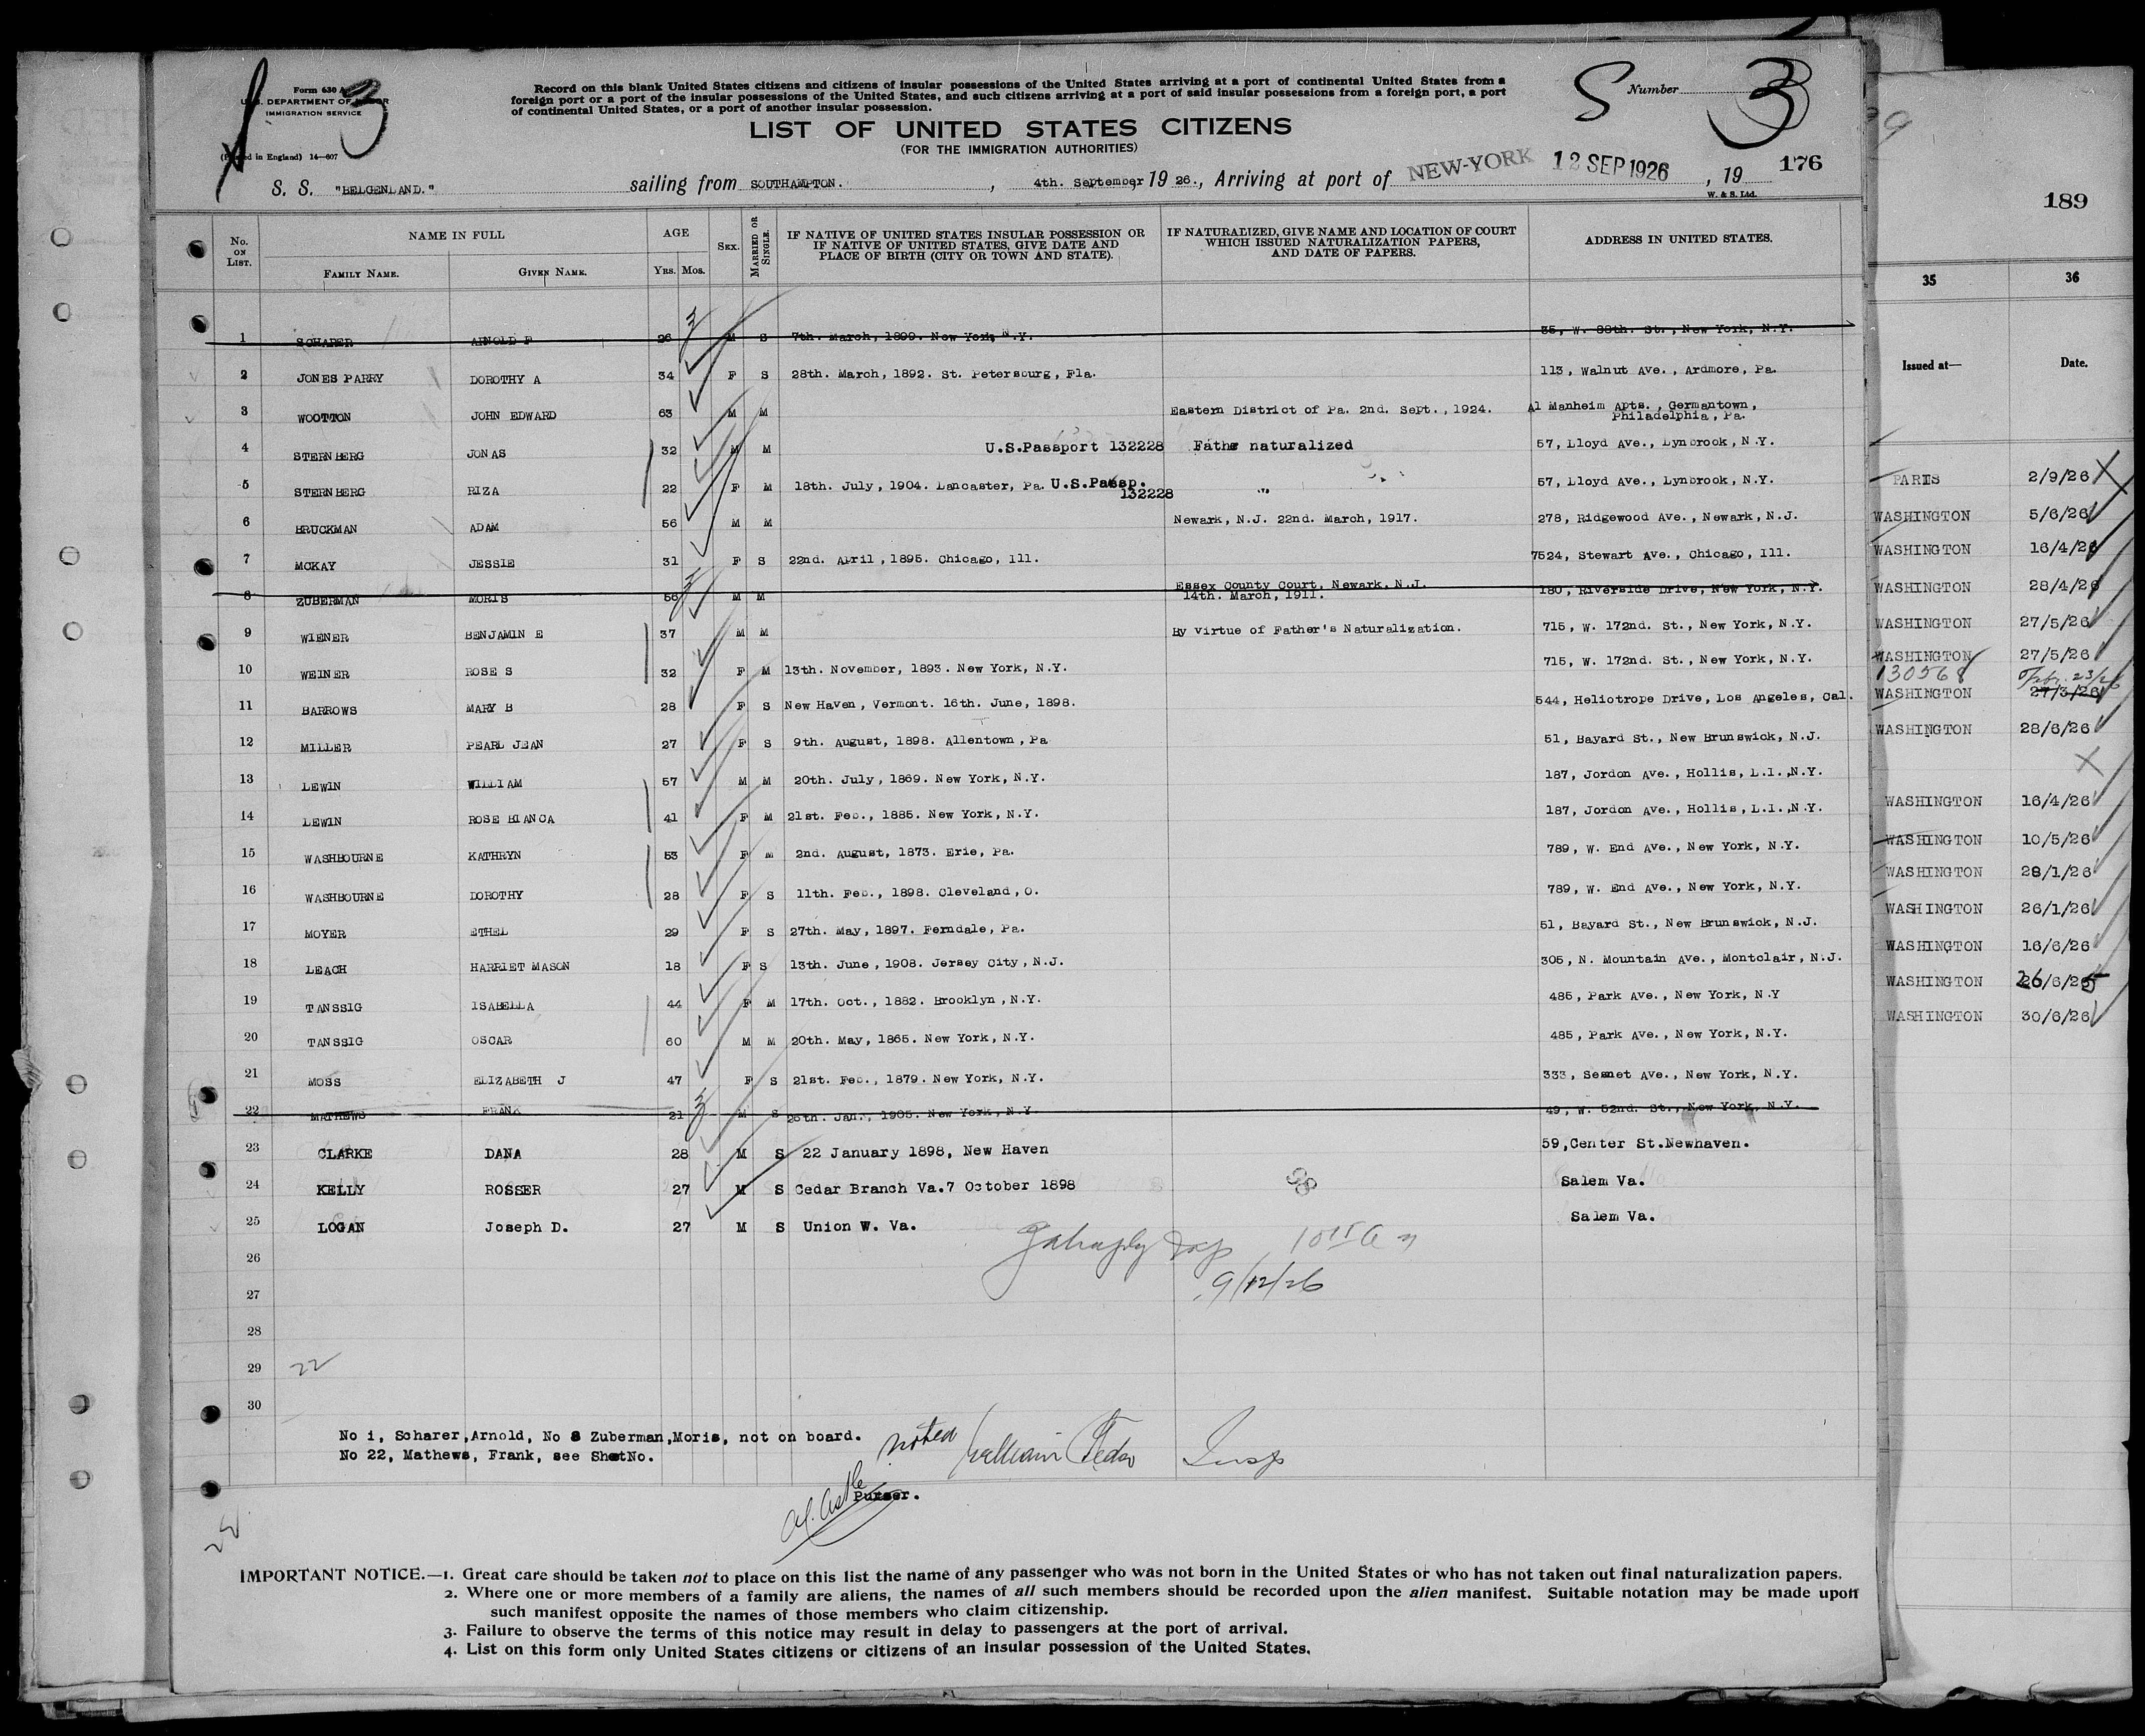 Form 630 A
U.S. DEPARTMENT OF LABOR
IMMIGRATION SERVICE
(Printed in England) 14—607
3
Record on this blank United States citizens and citizens of insular possessions of the United States arriving at a port of continental United States from a
foreign port or a port of the insular possessions of the United States, and such citizens arriving at a port of said insular possessions from a foreign port, a port
of continental United States, or a port of another insular possession.
S Number 3
LIST OF UNITED STATES CITIZENS
(FOR THE IMMIGRATION AUTHORITIES)
176
S. S. "BELGENLAND." sailing from SOUTHAMPTON. , 4th. September 19 26., Arriving at port of NEW-YORK 12 SEP 1926 , 19
W. & S. Ltd.
No. ON LIST. NAME IN FULL AGE SEX. MARRIED OR SINGLE. IF NATIVE OF UNITED STATES INSULAR POSSESSION OR IF NATIVE OF UNITED STATES, GIVE DATE AND PLACE OF BIRTH (CITY OR TOWN AND STATE). IF NATURALIZED, GIVE NAME AND LOCATION OF COURT WHICH ISSUED NATURALIZATION PAPERS, AND DATE OF PAPERS. ADDRESS IN UNITED STATES.
FAMILY NAME. GIVEN NAME. YRS. MOS.
1 SCHARER ARNOLD F 26 M S 7th. March, 1899. New York, N.Y. 35, W. 88th. St., New York, N.Y.
2 JONES PARRY DOROTHY A 34 F S 28th. March, 1892. St. Petersburg, Fla. 113, Walnut Ave., Ardmore, Pa.
3 WOOTTON JOHN EDWARD 63 M M Eastern District of Pa. 2nd. Sept., 1924. Al Manheim Apts., Germantown,
Philadelphia, Pa.
4 STERNBERG JONAS 32 M M U.S.Passport 132228 Fathr naturalized 57, Lloyd Ave., Lynbrook, N.Y.
5 STERNBERG RIZA 22 F M 18th. July, 1904. Lancaster, Pa. U.S.Passp. 132228 " 57, Lloyd Ave., Lynbrook, N.Y.
6 BRUCKMAN ADAM 56 M M Newark, N.J. 22nd. March, 1917. 278, Ridgewood Ave., Newark, N.J.
7 MCKAY JESSIE 31 F S 22nd. April, 1895. Chicago, Ill. 7524, Stewart Ave., Chicago, Ill.
8 ZUBERMAN MORIS 56 M M Essex County Court, Newark, N.J.
14th. March, 1911. 180, Riverside Drive, New York, N.Y.
9 WIENER BENJAMIN E 37 M M By virtue of Father's Naturalization. 715, W. 172nd. St., New York, N.Y.
10 WEINER ROSE S 32 F M 13th. November, 1893. New York, N.Y. 715, W. 172nd. St., New York, N.Y.
11 BARROWS MARY B 28 F S New Haven, Vermont. 16th. June, 1898. 544, Heliotrope Drive, Los Angeles, Cal.
12 MILLER PEARL JEAN 27 F S 9th. August, 1898. Allentown, Pa 51, Bayard St., New Brunswick, N.J.
13 LEWIN WILLIAM 57 M M 20th. July, 1869. New York, N.Y. 187, Jordon Ave., Hollis, L.I., N.Y.
14 LEWIN ROSE BIANCA 41 F M 21st. Feb., 1885. New York, N.Y. 187, Jordon Ave., Hollis, L.I., N.Y.
15 WASHBOURNE KATHRYN 53 F M 2nd. August, 1873. Erie, Pa. 789, W. End Ave., New York, N.Y.
16 WASHBOURNE DOROTHY 28 F S 11th. Feb., 1898. Cleveland, O. 789, W. End Ave., New York, N.Y.
17 MOYER ETHEL 29 F S 27th. May, 1897. Ferndale, Pa. 51, Bayard St., New Brunswick, N.J.
18 LEACH HARRIET MASON 18 F S 13th. June, 1908. Jersey City, N.J. 305, N. Mountain Ave., Montclair, N.J.
19 TANSSIG ISABELLA 44 F M 17th. Oct., 1882. Brooklyn, N.Y. 485, Park Ave., New York, N.Y
20 TANSSIG OSCAR 60 M M 20th. May, 1865. New York, N.Y. 485, Park Ave., New York, N.Y.
21 MOSS ELIZABETH J 47 F S 21st. Feb., 1879. New York, N.Y. 333, Ave., New York, N.Y.
22 MATHEWS FRANK 21 M S 28th. Jan., 1905. New York, N.Y 49, W. 52nd. St., New York, N.Y.
23 CLARKE DANA 28 M S 22 January 1898, New Haven 59,Center St.Newhaven.
24 KELLY ROSSER 27 M S Cedar Branch Va.7 October 1898 Salem Va.
25 LOGAN Joseph D. 27 M S Union W. Va. Salem Va.
26
27 9/12/26
28
29 22
30
No 1, Scharer,Arnold, No 8 Zuberman,Moris, not on board.
No 22, Mathews, Frank, see ShetNo.
noted William Insp
Purser.
IMPORTANT NOTICE.—1. Great care should be taken not to place on this list the name of any passenger who was not born in the United States or who has not taken out final naturalization papers.
2. Where one or more members of a family are aliens, the names of all such members should be recorded upon the alien manifest. Suitable notation may be made upon
such manifest opposite the names of those members who claim citizenship.
3. Failure to observe the terms of this notice may result in delay to passengers at the port of arrival.
4. List on this form only United States citizens or citizens of an insular possession of the United States.
189
35 36
Issued at— Date.
PARIS 2/9/26
WASHINGTON 5/6/26
WASHINGTON 16/4/26
WASHINGTON 28/4/26
WASHINGTON 27/5/26
WASHINGTON 27/5/26
130568 Feb. 23/26
WASHINGTON 27/3/26
WASHINGTON 28/6/26
WASHINGTON 16/4/26
WASHINGTON 10/5/26
WASHINGTON 28/1/26
WASHINGTON 26/1/26
WASHINGTON 16/6/26
WASHINGTON 26/6/25
WASHINGTON 30/6/26